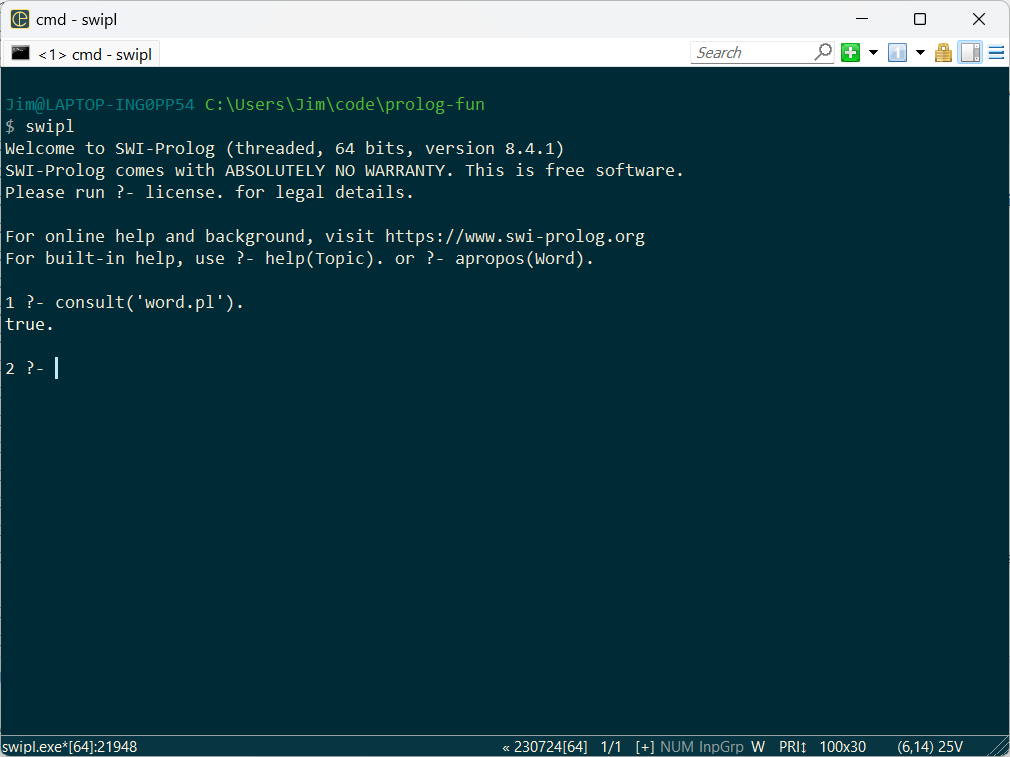 cmd - swipl
<1> cmd - swipl
Search
Jim@LAPTOP-ING0PP54 C:\Users\Jim\code\prolog-fun
$ swipl
Welcome to SWI-Prolog (threaded, 64 bits, version 8.4.1)
SWI-Prolog comes with ABSOLUTELY NO WARRANTY. This is free software.
Please run ?- license. for legal details.
For online help and background, visit https://www.swi-prolog.org
For built-in help, use ?- help(Topic). or ?- apropos(Word).
1 ?- consult('word.pl').
true.
2 ?-
swipl.exe*[64]:21948 « 230724[64] 1/1 [+] NUM InpGrp W PRI↕ 100x30 (6,14) 25V